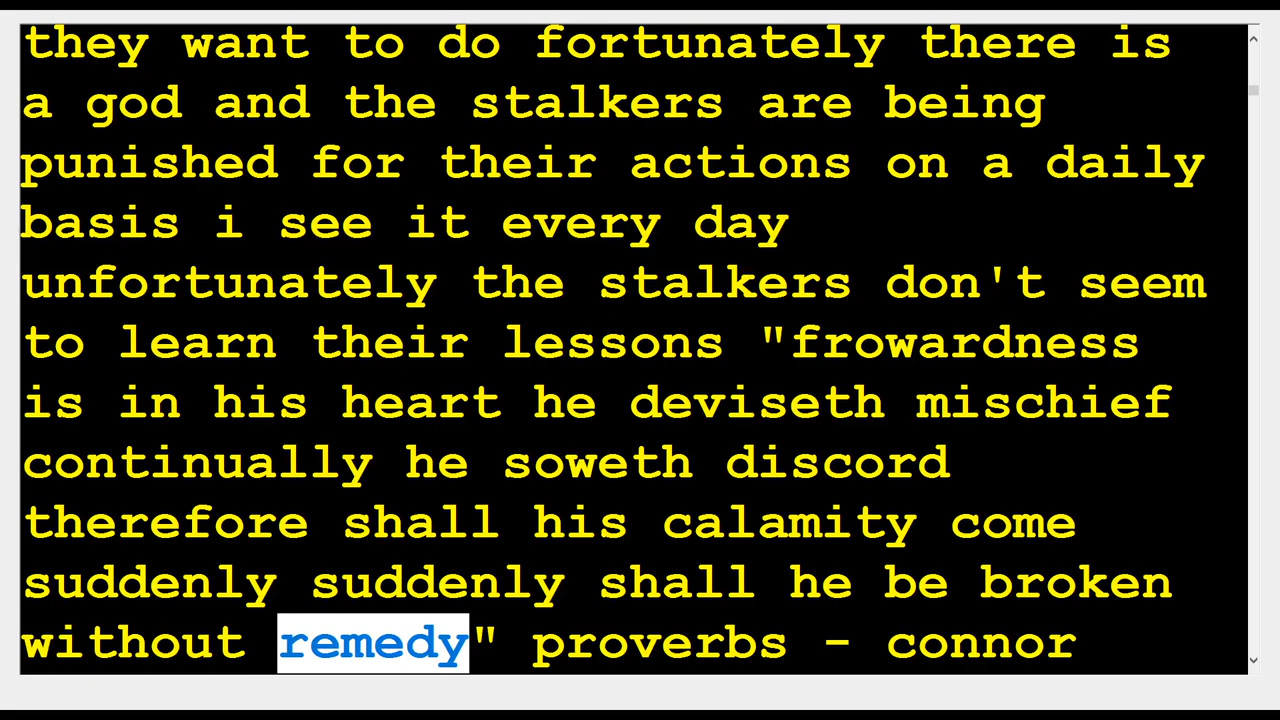 they want to do fortunately there is
a god and the stalkers are being
punished for their actions on a daily
basis i see it every day
unfortunately the stalkers don't seem
to learn their lessons "frowardness
is in his heart he deviseth mischief
continually he soweth discord
therefore shall his calamity come
suddenly suddenly shall he be broken
without remedy" proverbs - connor